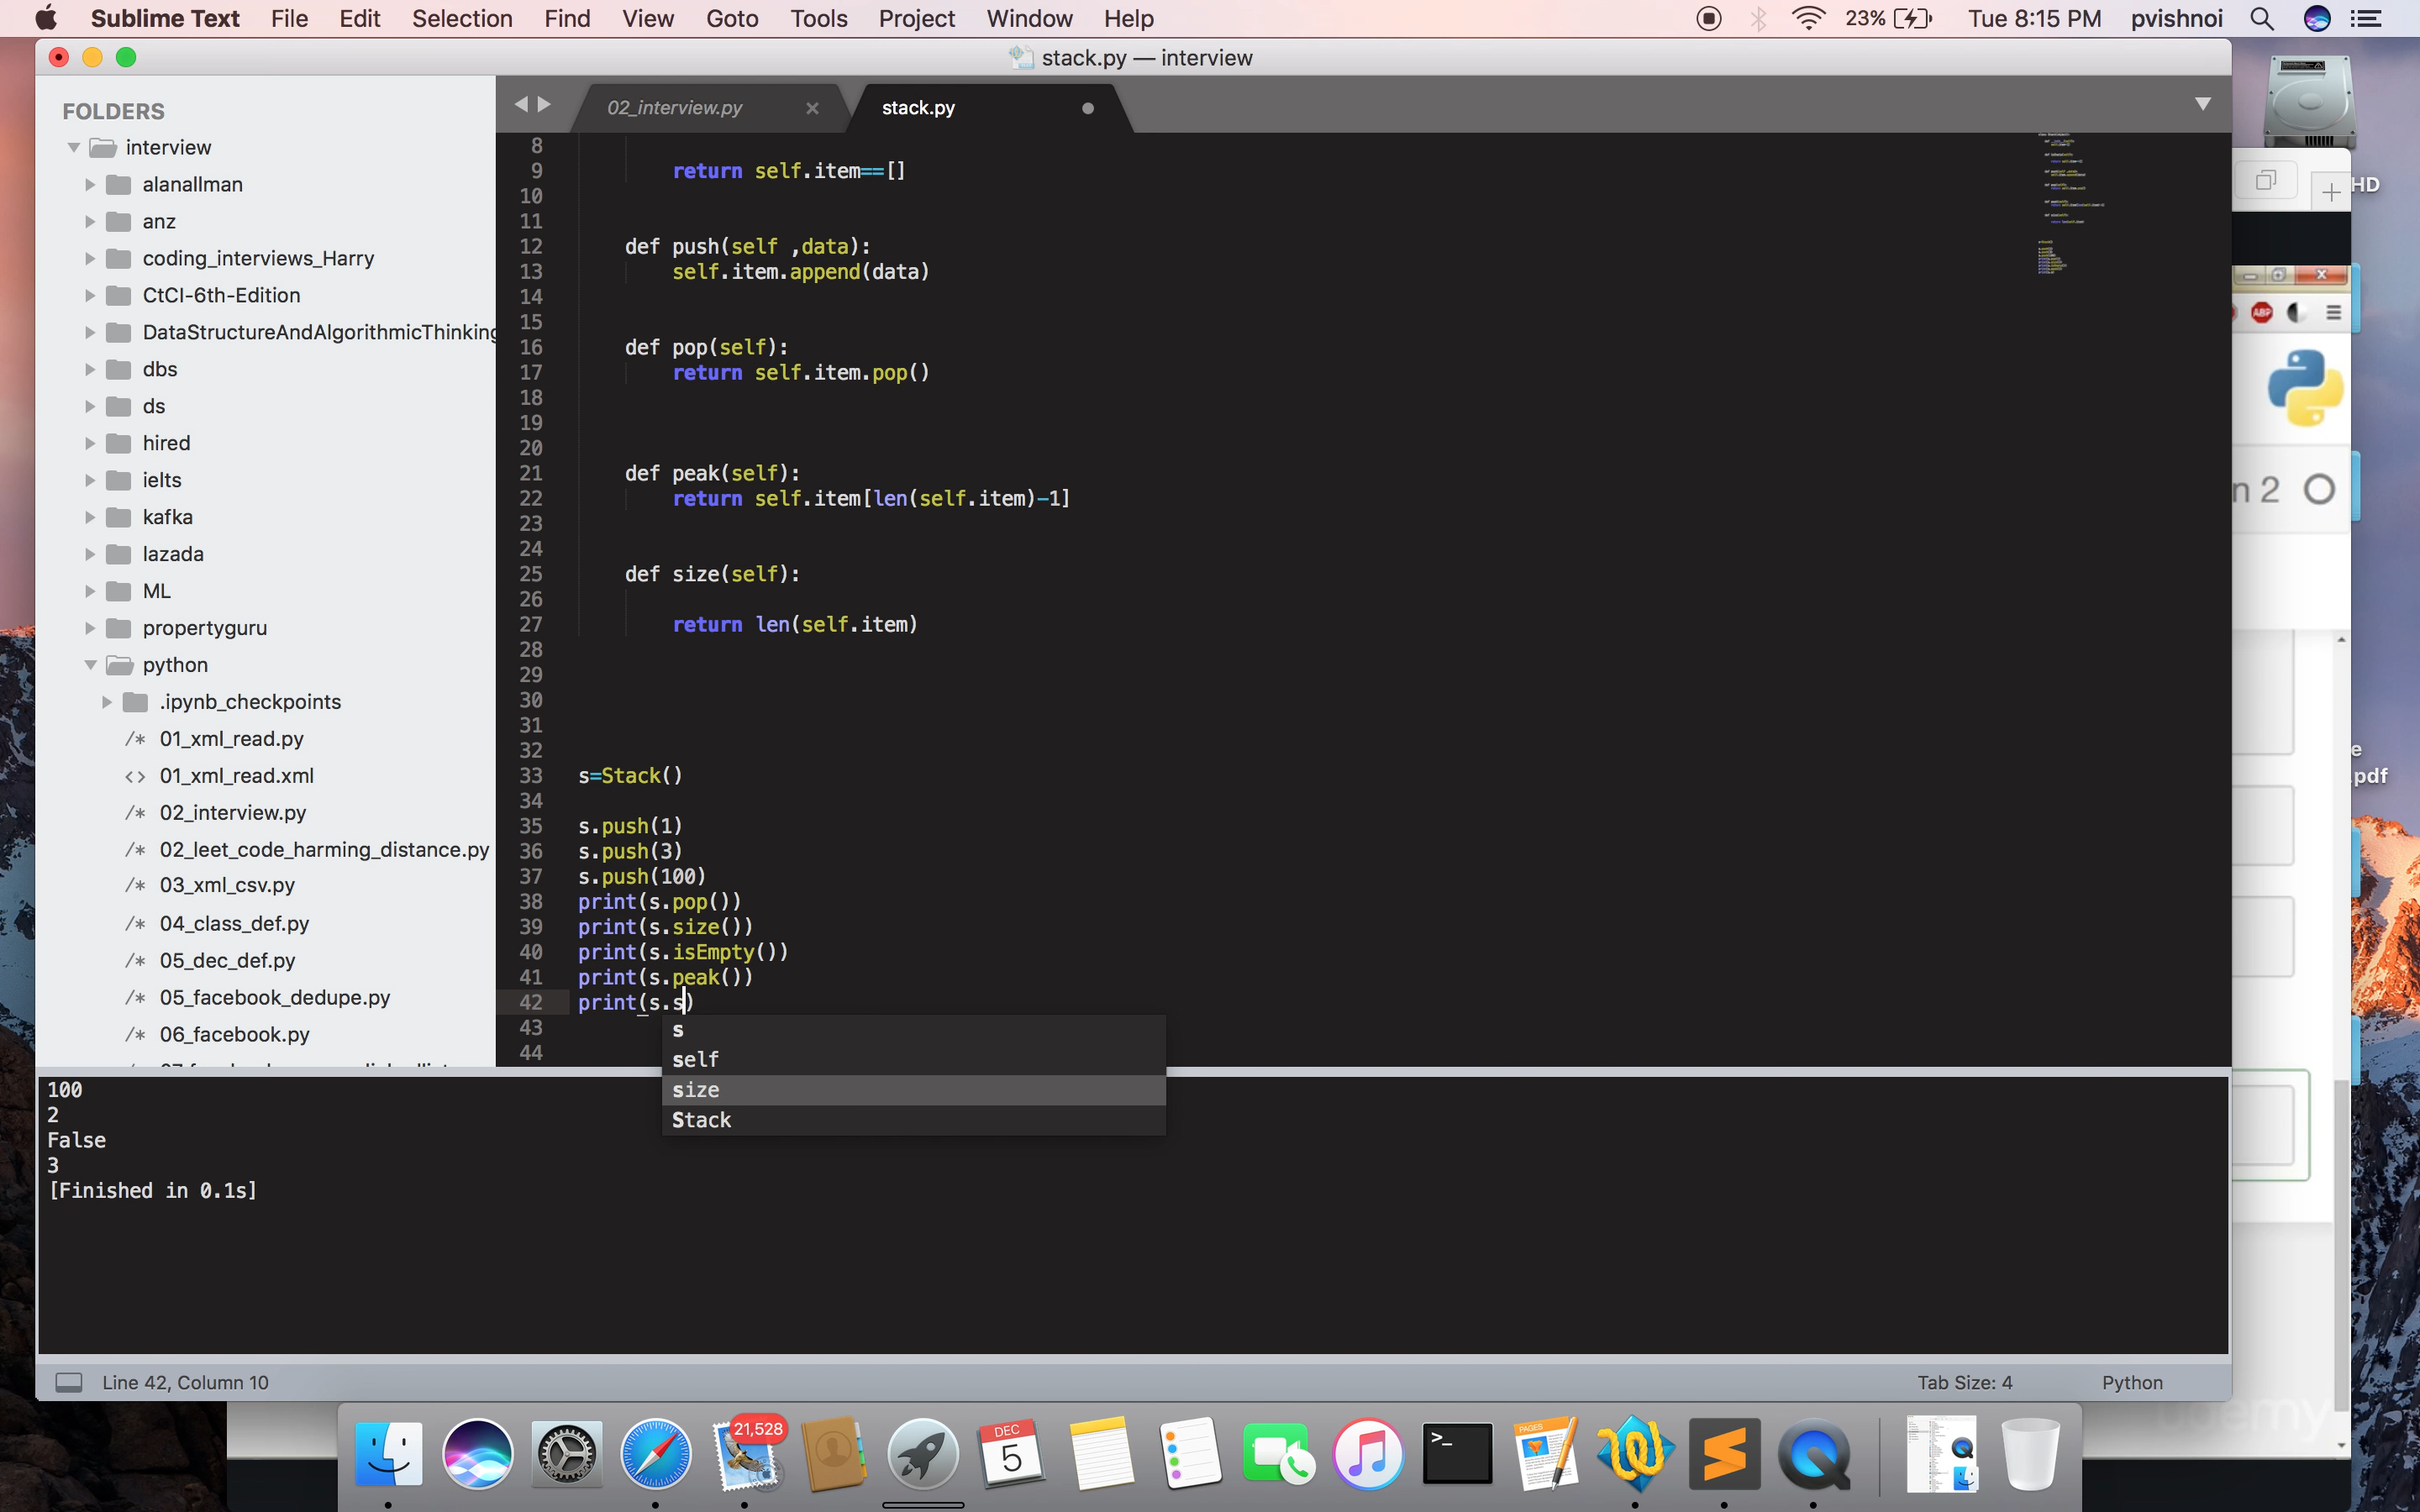 Sublime Text File Edit Selection Find View Goto Tools Project Window Help 23% Tue 8:15 PM pvishnoi
stack.py — interview
FOLDERS
interview
alanallman
anz
coding_interviews_Harry
CtCI-6th-Edition
DataStructureAndAlgorithmicThinking
dbs
ds
hired
ielts
kafka
lazada
ML
propertyguru
python
.ipynb_checkpoints
/* 01_xml_read.py
<> 01_xml_read.xml
/* 02_interview.py
/* 02_leet_code_harming_distance.py
/* 03_xml_csv.py
/* 04_class_def.py
/* 05_dec_def.py
/* 05_facebook_dedupe.py
/* 06_facebook.py
02_interview.py stack.py
8
9 return self.item==[]
10
11
12 def push(self ,data):
13 self.item.append(data)
14
15
16 def pop(self):
17 return self.item.pop()
18
19
20
21 def peak(self):
22 return self.item[len(self.item)-1]
23
24
25 def size(self):
26
27 return len(self.item)
28
29
30
31
32
33 s=Stack()
34
35 s.push(1)
36 s.push(3)
37 s.push(100)
38 print(s.pop())
39 print(s.size())
40 print(s.isEmpty())
41 print(s.peak())
42 print(s.s)
43
44
s
self
size
Stack
100
2
False
3
[Finished in 0.1s]
Line 42, Column 10 Tab Size: 4 Python
HD
ABP
n 2
e
.pdf
21,528
DEC
5
>_
PAGES